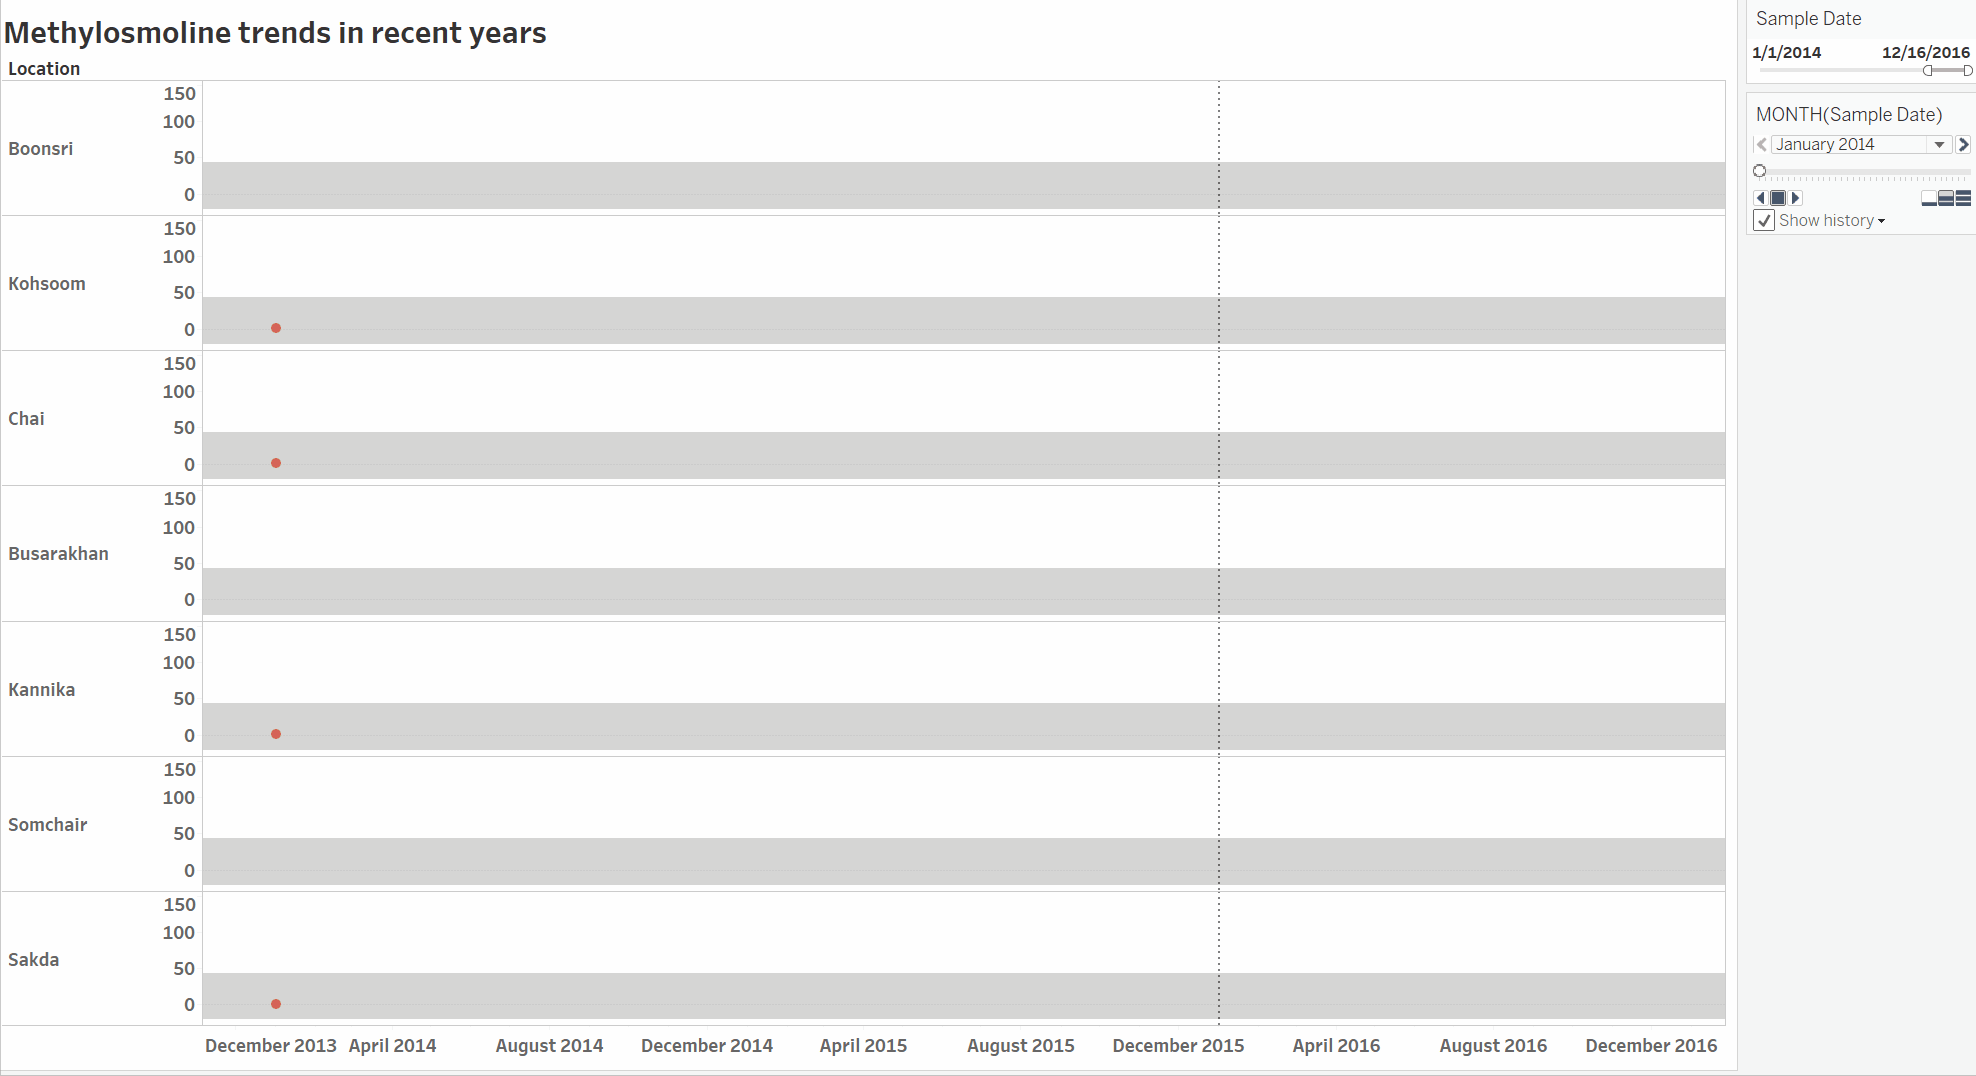 Methylosmoline trends in recent years
Location
Boonsri
150
100
50
0
Kohsoom
150
100
50
0
Chai
150
100
50
0
Busarakhan
150
100
50
0
Kannika
150
100
50
0
Somchair
150
100
50
0
Sakda
150
100
50
0
December 2013 April 2014 August 2014 December 2014 April 2015 August 2015 December 2015 April 2016 August 2016 December 2016
Sample Date
1/1/2014 12/16/2016
MONTH(Sample Date)
January 2014
Show history